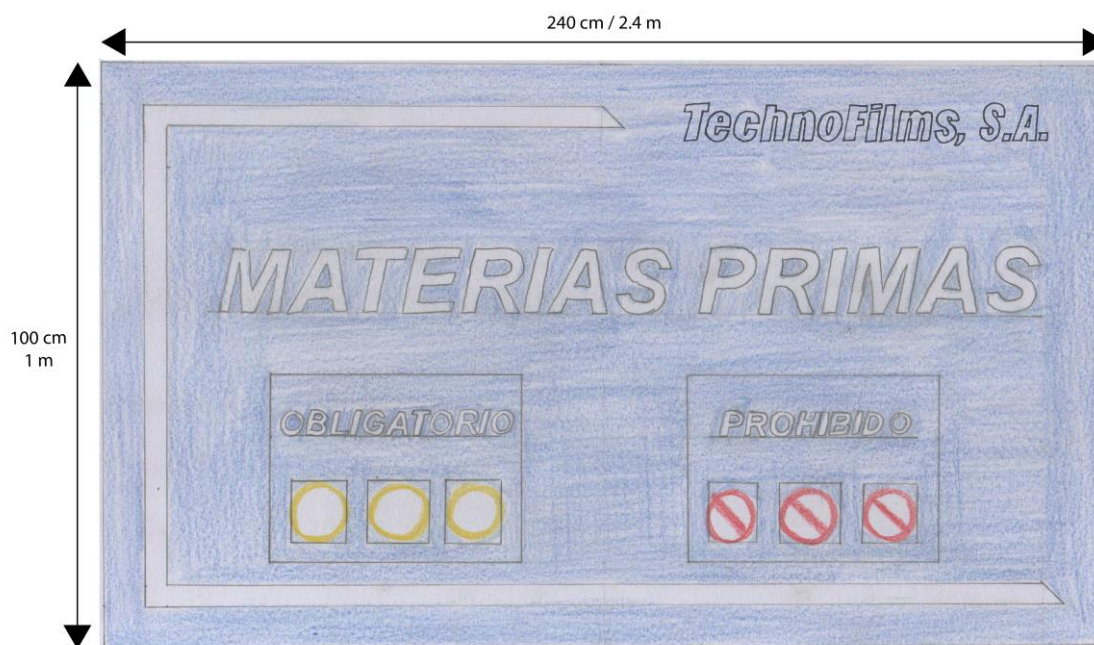 240 cm / 2.4 m
TechnoFilms, S.A.
MATERIAS PRIMAS
100 cm
1 m
OBLIGATORIO
PROHIBIDO